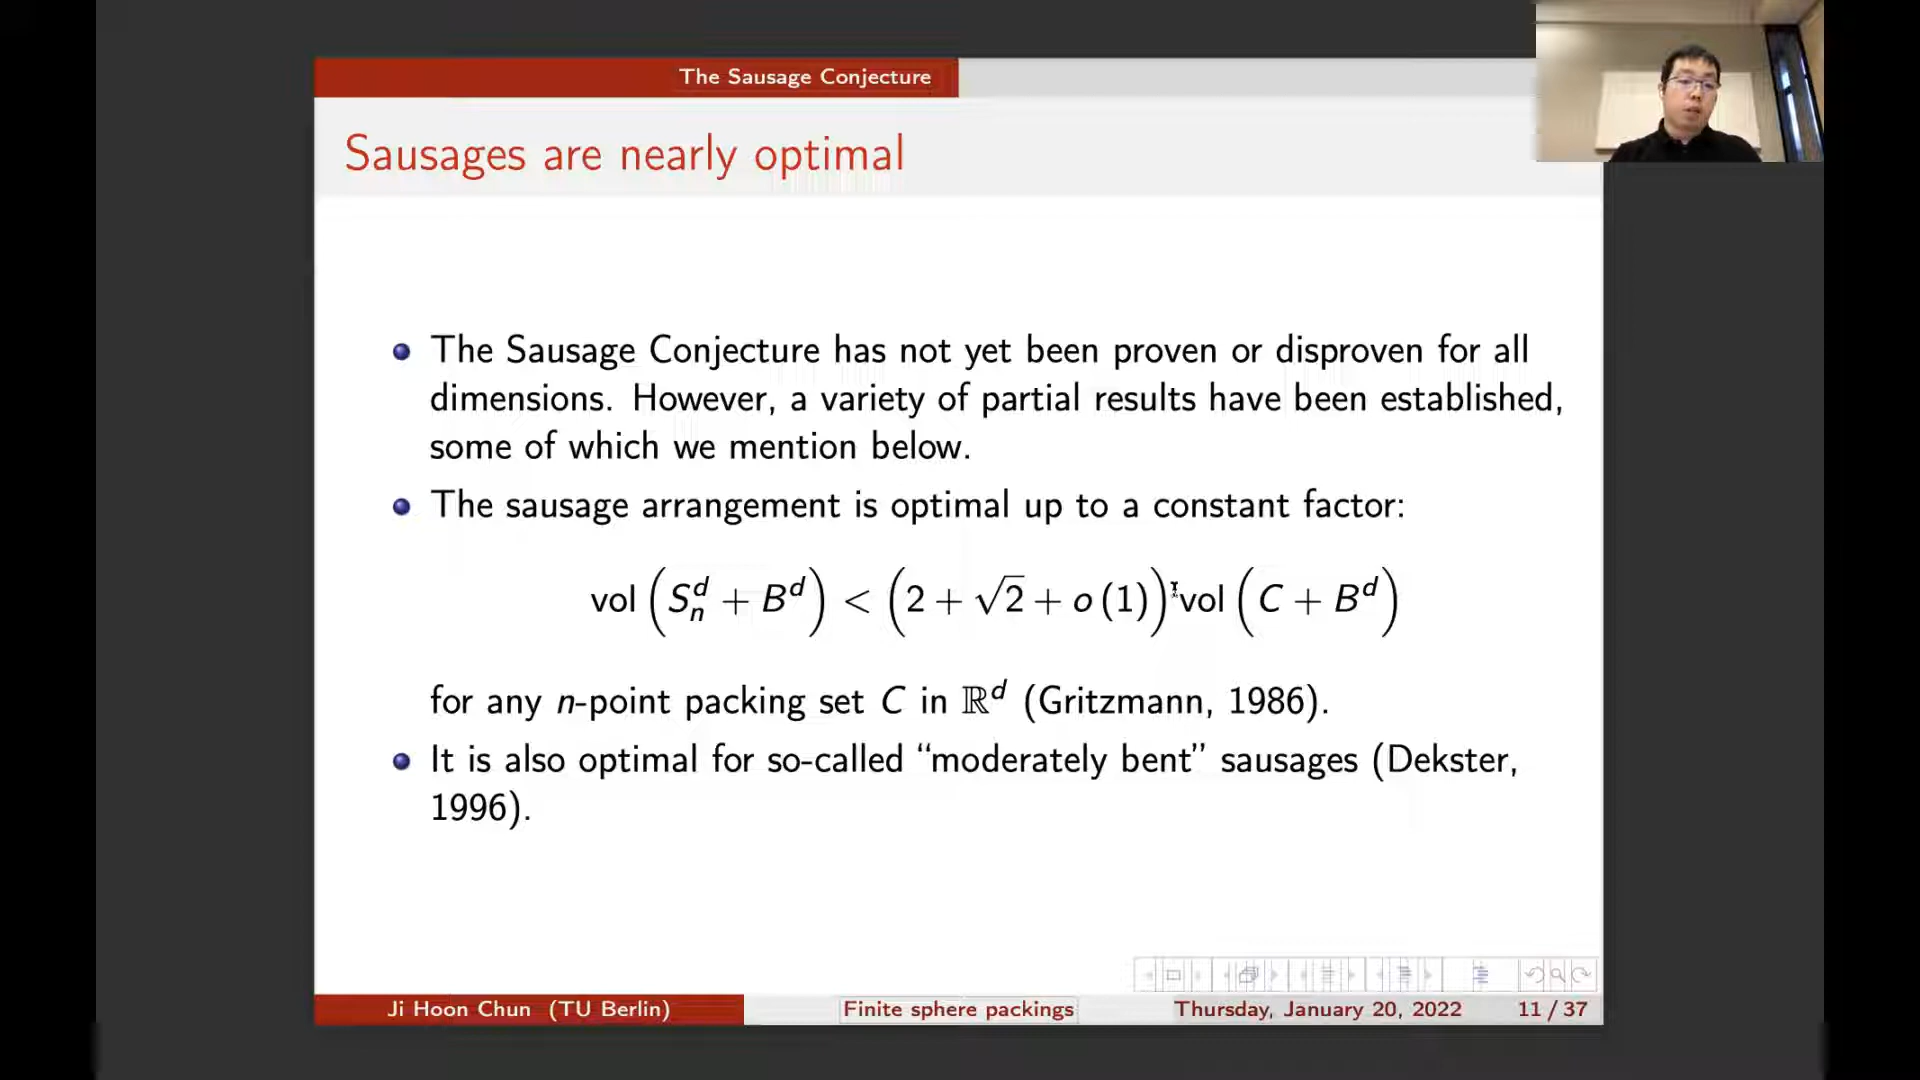 The Sausage Conjecture
Sausages are nearly optimal
The Sausage Conjecture has not yet been proven or disproven for all
dimensions. However, a variety of partial results have been established,
some of which we mention below.
The sausage arrangement is optimal up to a constant factor:
vol (S_n^d + B^d) < (2 + √2 + o (1)) vol (C + B^d)
for any n-point packing set C in ℝ^d (Gritzmann, 1986).
It is also optimal for so-called “moderately bent” sausages (Dekster,
1996).
Ji Hoon Chun (TU Berlin)
Finite sphere packings
Thursday, January 20, 2022
11 / 37